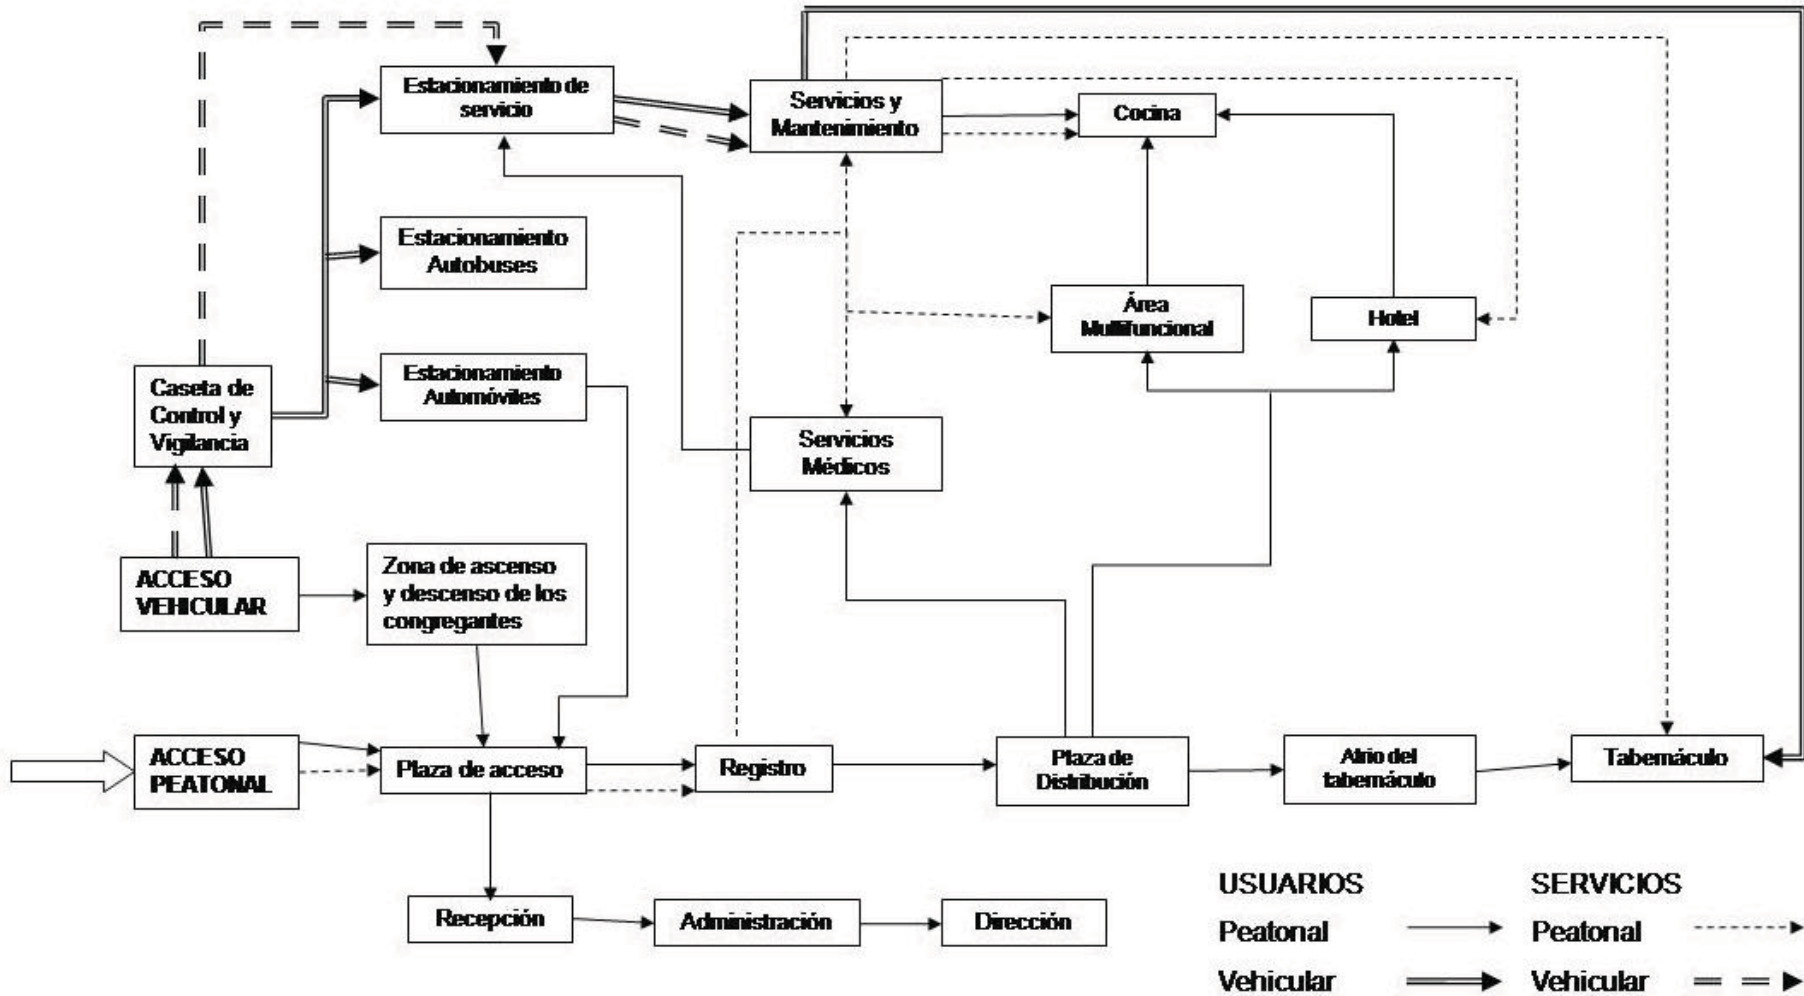 Estacionamiento de
servicio
Servicios y
Mantenimiento
Cocina
Estacionamiento
Autobuses
Área
Multifuncional
Hotel
Caseta de
Control y
Vigilancia
Estacionamiento
Automóviles
Servicios
Médicos
ACCESO
VEHICULAR
Zona de ascenso
y descenso de los
congregantes
ACCESO
PEATONAL
Plaza de acceso
Registro
Plaza de
Distribución
Atrio del
tabernáculo
Tabernáculo
Recepción
Administración
Dirección
USUARIOS
SERVICIOS
Peatonal
Peatonal
Vehicular
Vehicular